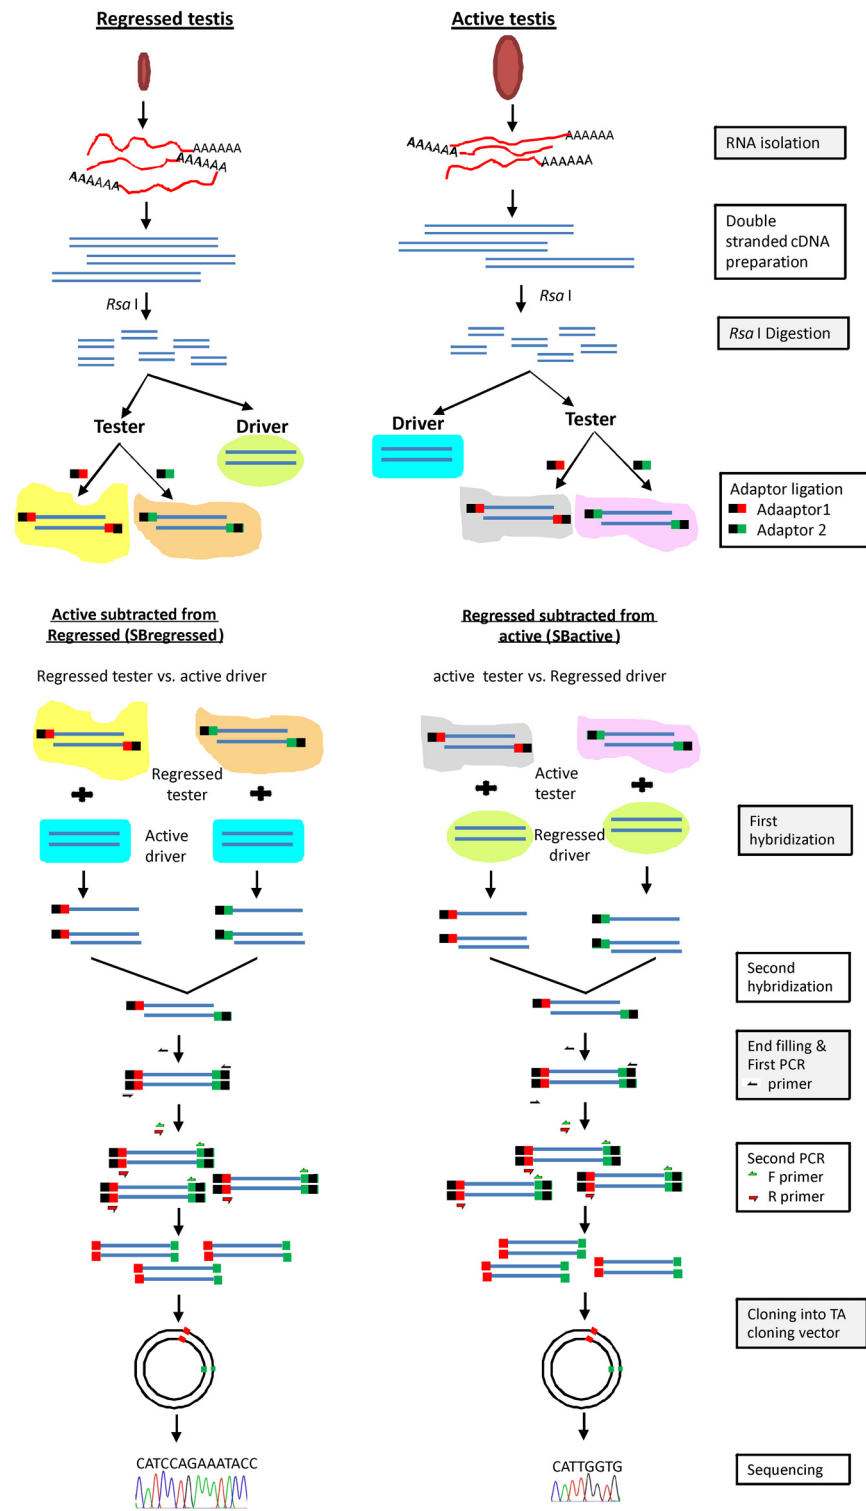 Regressed testis
Active testis
AAAAAA
AAAAAA
AAAAAA
AAAAAA
AAAAAA
AAAAAA
RNA isolation
Double
stranded cDNA
preparation
Rsa I
Rsa I
Rsa I Digestion
Tester
Driver
Driver
Tester
Adaptor ligation
Adaaptor1
Adaaptor 2
Active subtracted from
Regressed (SBregressed)
Regressed subtracted from
active (SBactive)
Regressed tester vs. active driver
active tester vs. Regressed driver
Regressed
tester
Active
tester
Active
driver
Regressed
driver
First
hybridization
Second
hybridization
End filling &
First PCR
primer
Second PCR
F primer
R primer
Cloning into TA
cloning vector
CATCCAGAAATACC
CATTGGTG
Sequencing